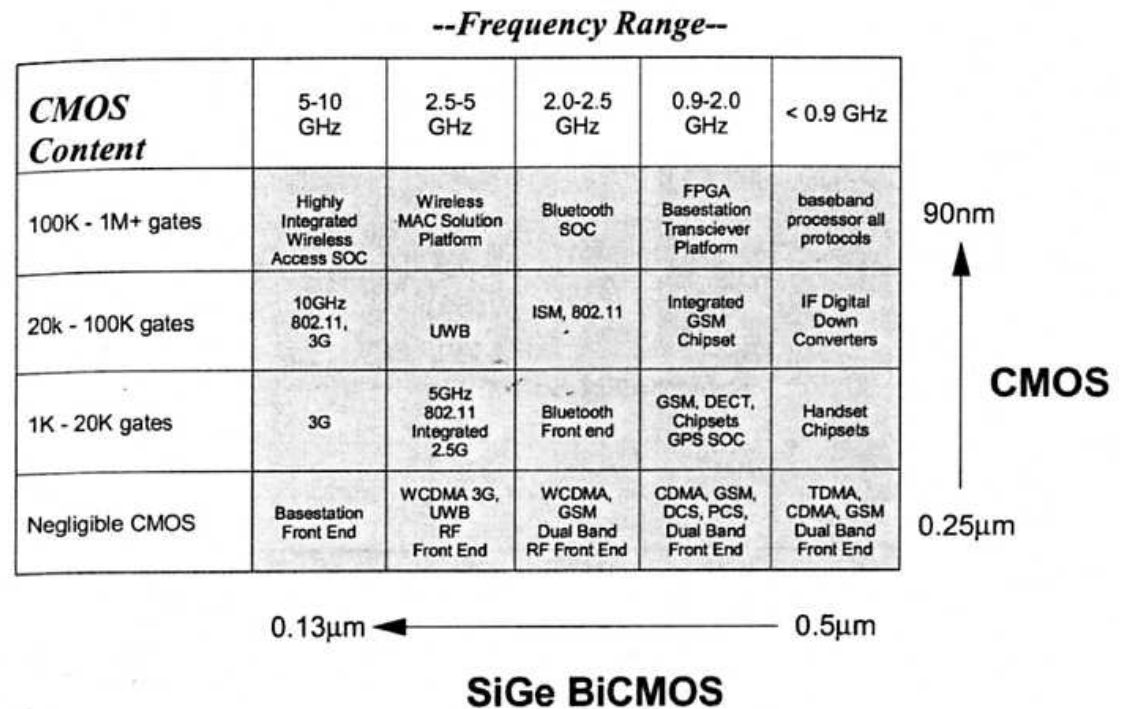 --Frequency Range--
CMOS
Content
5-10
GHz
2.5-5
GHz
2.0-2.5
GHz
0.9-2.0
GHz
< 0.9 GHz
100K - 1M+ gates
Highly
Integrated
Wireless
Access SOC
Wireless
MAC Solution
Platform
Bluetooth
SOC
FPGA
Basestation
Transciever
Platform
baseband
processor all
protocols
90nm
20k - 100K gates
10GHz
802.11,
3G
UWB
ISM, 802.11
Integrated
GSM
Chipset
IF Digital
Down
Converters
CMOS
1K - 20K gates
3G
5GHz
802.11
Integrated
2.5G
Bluetooth
Front end
GSM, DECT,
Chipsets
GPS SOC
Handset
Chipsets
Negligible CMOS
Basestation
Front End
WCDMA 3G,
UWB
RF
Front End
WCDMA,
GSM
Dual Band
RF Front End
CDMA, GSM,
DCS, PCS,
Dual Band
Front End
TDMA,
CDMA, GSM
Dual Band
Front End
0.25μm
0.13μm
0.5μm
SiGe BiCMOS